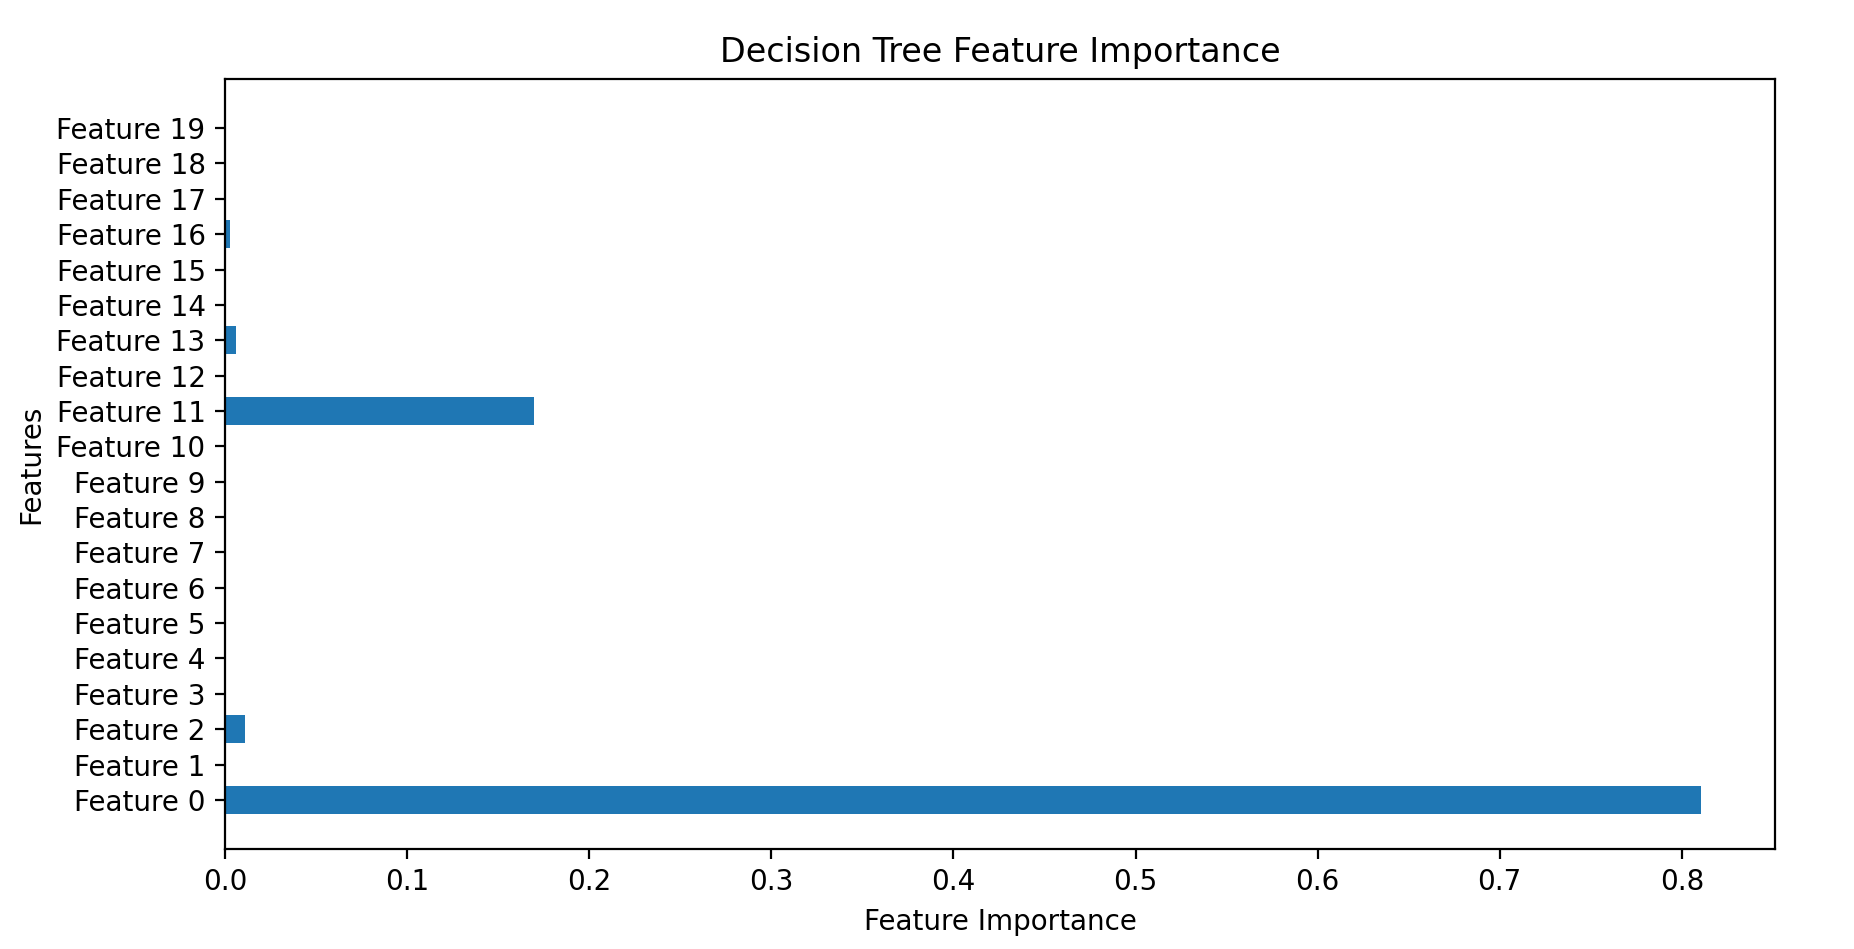 Decision Tree Feature Importance
Feature 19
Feature 18
Feature 17
Feature 16
Feature 15
Feature 14
Feature 13
Feature 12
Feature 11
Feature 10
Feature 9
Feature 8
Feature 7
Feature 6
Feature 5
Feature 4
Feature 3
Feature 2
Feature 1
Feature 0
Features
0.0 0.1 0.2 0.3 0.4 0.5 0.6 0.7 0.8
Feature Importance